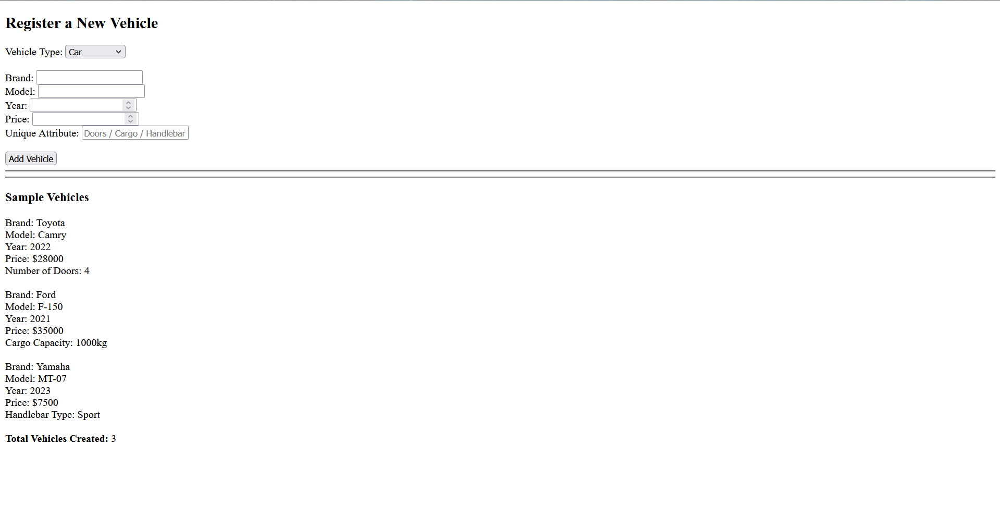 Register a New Vehicle
Vehicle Type: Car
Brand:
Model:
Year:
Price:
Unique Attribute: Doors / Cargo / Handlebar
Add Vehicle
Sample Vehicles
Brand: Toyota
Model: Camry
Year: 2022
Price: $28000
Number of Doors: 4
Brand: Ford
Model: F-150
Year: 2021
Price: $35000
Cargo Capacity: 1000kg
Brand: Yamaha
Model: MT-07
Year: 2023
Price: $7500
Handlebar Type: Sport
Total Vehicles Created: 3